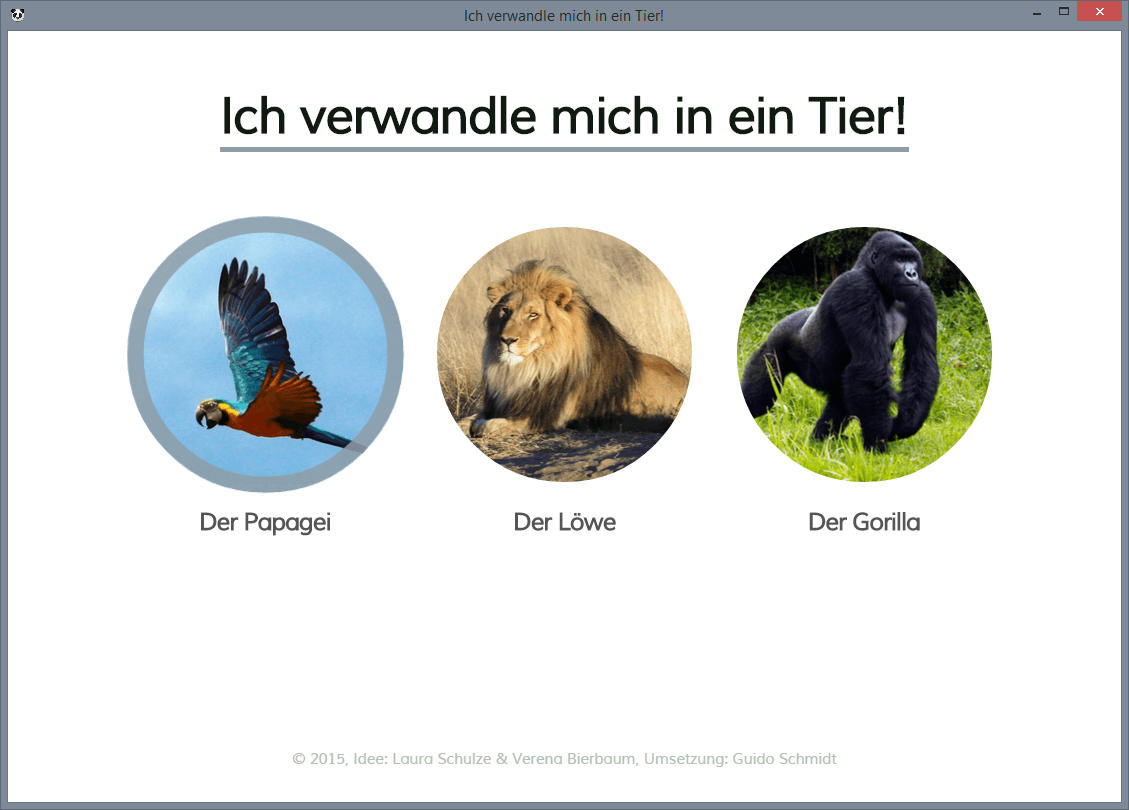 Ich verwandle mich in ein Tier!
Ich verwandle mich in ein Tier!
Der Papagei
Der Löwe
Der Gorilla
© 2015, Idee: Laura Schulze & Verena Bierbaum, Umsetzung: Guido Schmidt